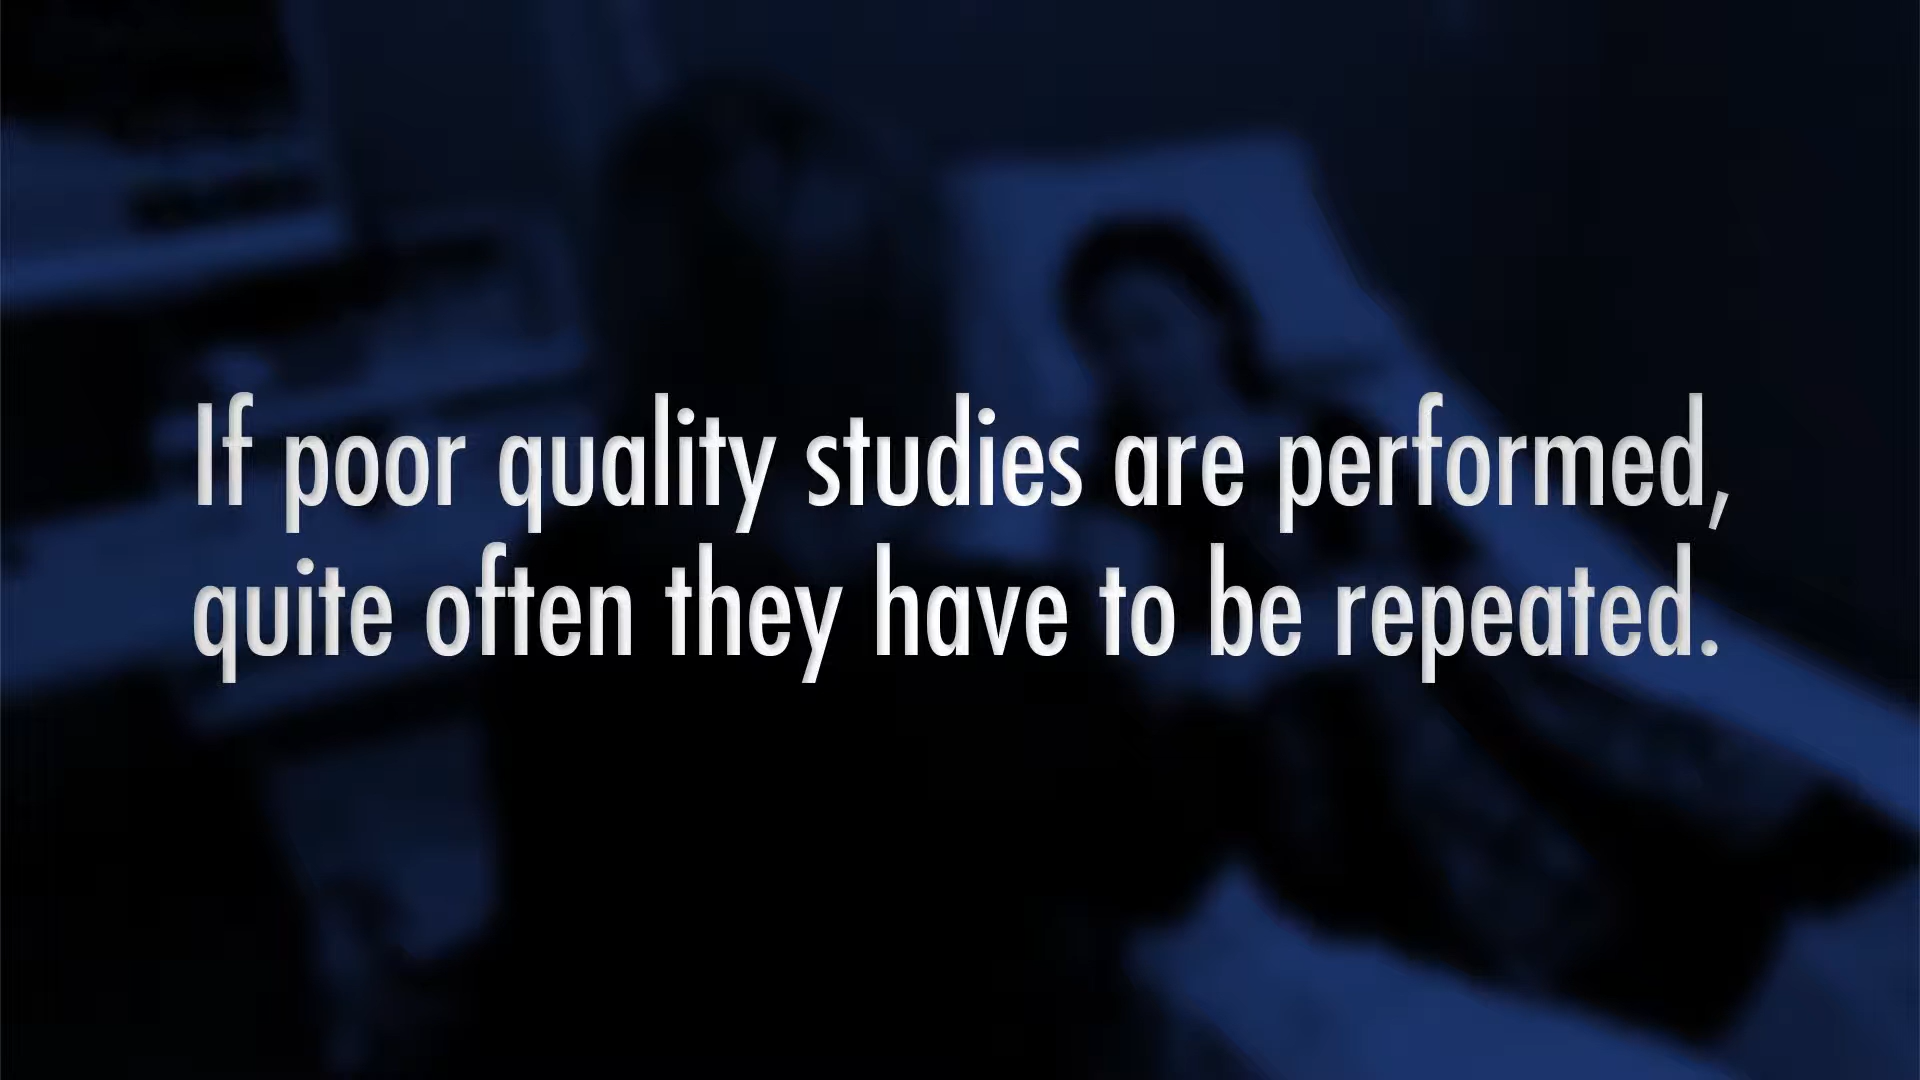 If poor quality studies are performed,
quite often they have to be repeated.